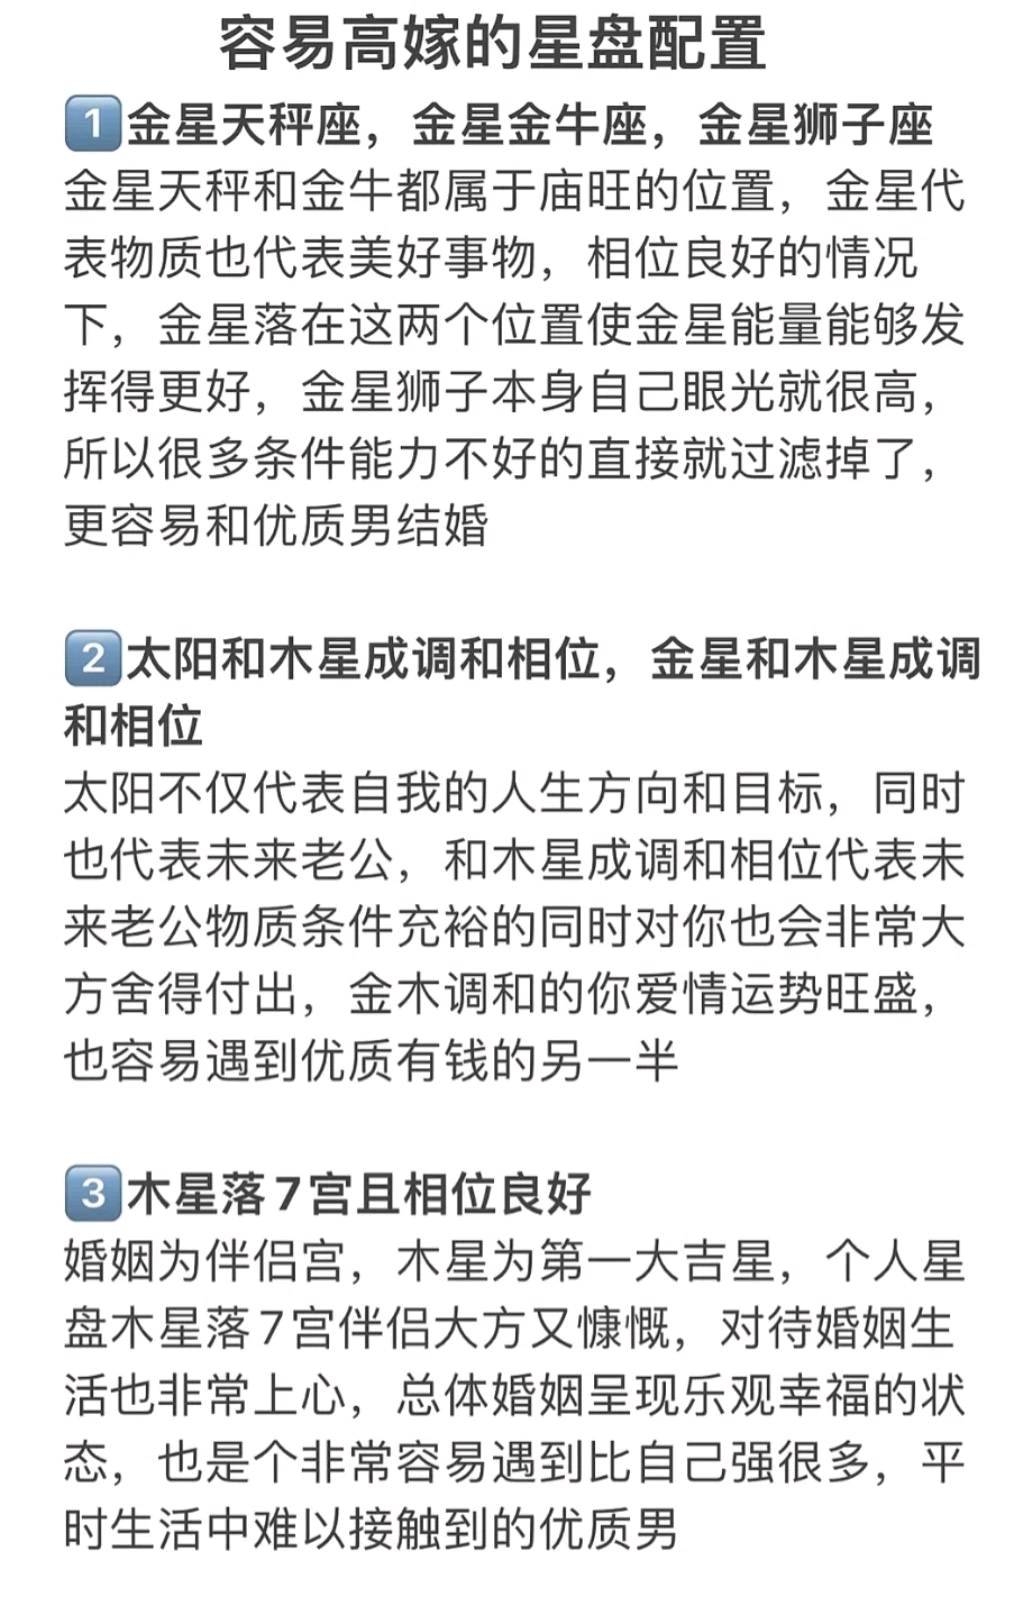 容易高嫁的星盘配置
1️⃣金星天秤座，金星金牛座，金星狮子座
金星天秤和金牛都属于庙旺的位置，金星代
表物质也代表美好事物，相位良好的情况
下，金星落在这两个位置使金星能量能够发
挥得更好，金星狮子本身自己眼光就很高，
所以很多条件能力不好的直接就过滤掉了，
更容易和优质男结婚
2️⃣太阳和木星成调和相位，金星和木星成调
和相位
太阳不仅代表自我的人生方向和目标，同时
也代表未来老公，和木星成调和相位代表未
来老公物质条件充裕的同时对你也会非常大
方舍得付出，金木调和的你爱情运势旺盛，
也容易遇到优质有钱的另一半
3️⃣木星落7宫且相位良好
婚姻为伴侣宫，木星为第一大吉星，个人星
盘木星落7宫伴侣大方又慷慨，对待婚姻生
活也非常上心，总体婚姻呈现乐观幸福的状
态，也是个非常容易遇到比自己强很多，平
时生活中难以接触到的优质男